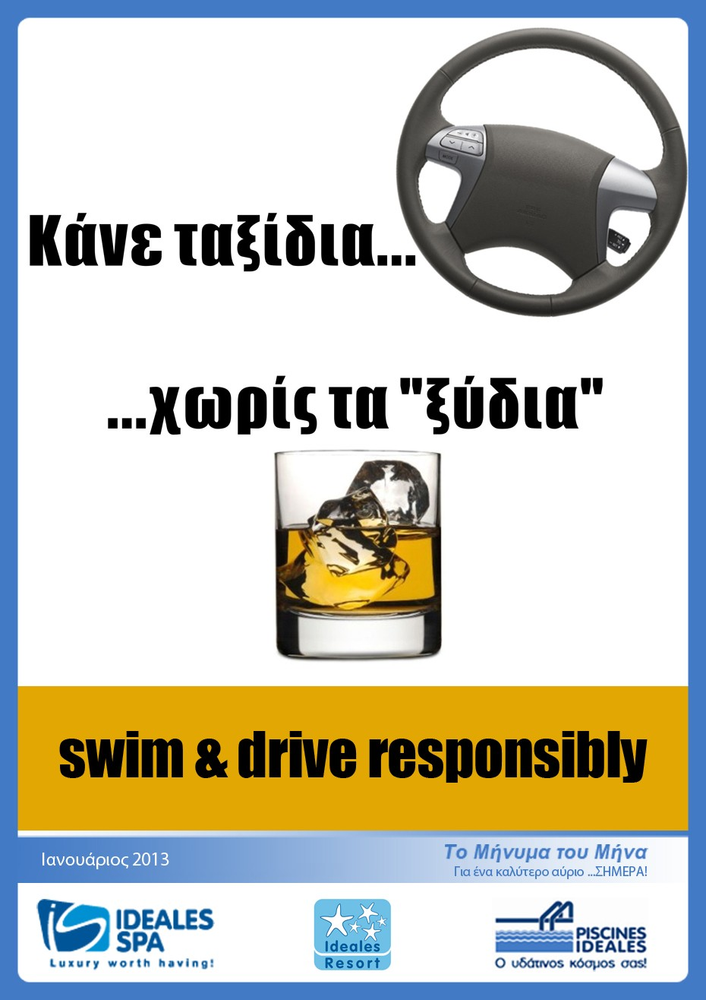 Κάνε ταξίδια...
...χωρίς τα "ξύδια"
swim & drive responsibly
Ιανουάριος 2013
Το Μήνυμα του Μήνα
Για ένα καλύτερο αύριο ...ΣΗΜΕΡΑ!
IDEALES
SPA
Luxury worth having!
Ideales
Resort
PISCINES
IDEALES
Ο υδάτινος κόσμος σας!